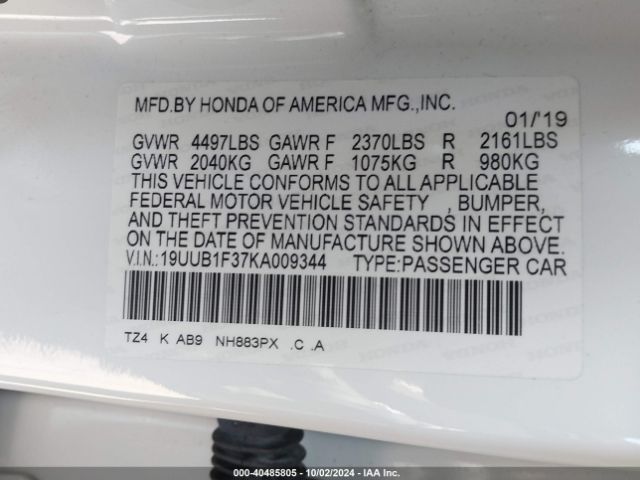 MFD.BY HONDA OF AMERICA MFG.,INC.
01/'19
GVWR 4497LBS GAWR F 2370LBS R 2161LBS
GVWR 2040KG GAWR F 1075KG R 980KG
THIS VEHICLE CONFORMS TO ALL APPLICABLE
FEDERAL MOTOR VEHICLE SAFETY , BUMPER,
AND THEFT PREVENTION STANDARDS IN EFFECT
ON THE DATE OF MANUFACTURE SHOWN ABOVE.
V.I.N.:19UUB1F37KA009344 TYPE:PASSENGER CAR
TZ4 K AB9 NH883PX .C .A
000-40485805 - 10/02/2024 - IAA Inc.